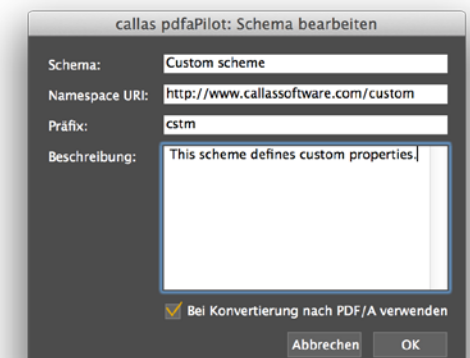 callas pdfaPilot: Schema bearbeiten
Schema: Custom scheme
Namespace URI: http://www.callassoftware.com/custom
Präfix: cstm
Beschreibung: This scheme defines custom properties.
Bei Konvertierung nach PDF/A verwenden
Abbrechen OK